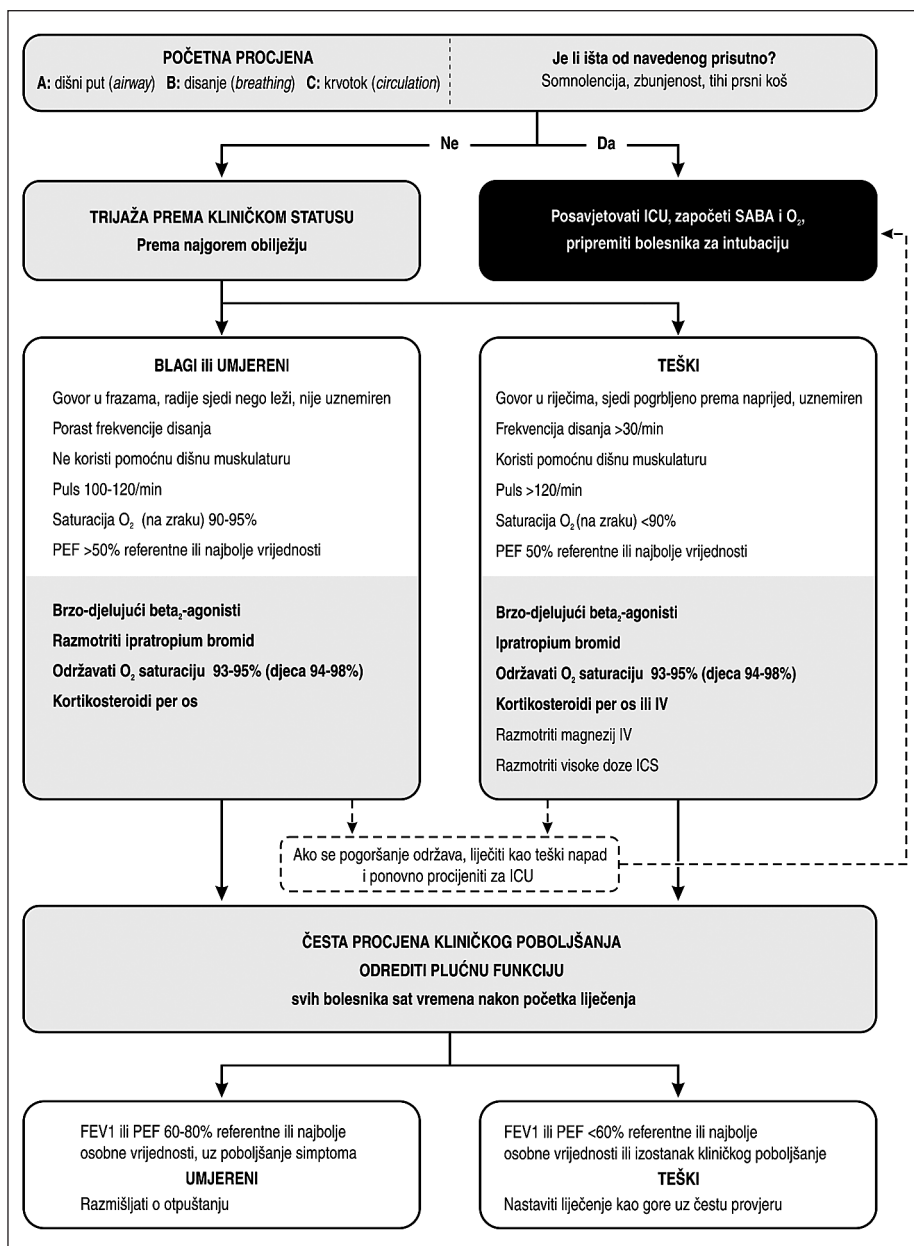 POČETNA PROCJENA
A: dišni put (airway) B: disanje (breathing) C: krvotok (circulation)
Je li išta od navedenog prisutno?
Somnolencija, zbunjenost, tihi prsni koš
Ne
Da
TRIJAŽA PREMA KLINIČKOM STATUSU
Prema najgorem obilježju
Posavjetovati ICU, započeti SABA i O₂,
pripremiti bolesnika za intubaciju
BLAGI ili UMJERENI
Govor u frazama, radije sjedi nego leži, nije uznemiren
Porast frekvencije disanja
Ne koristi pomoćnu dišnu muskulaturu
Puls 100-120/min
Saturacija O₂ (na zraku) 90-95%
PEF >50% referentne ili najbolje vrijednosti
Brzo-djelujući beta₂-agonisti
Razmotriti ipratropium bromid
Održavati O₂ saturaciju 93-95% (djeca 94-98%)
Kortikosteroidi per os
TEŠKI
Govor u riječima, sjedi pogrbljeno prema naprijed, uznemiren
Frekvencija disanja >30/min
Koristi pomoćnu dišnu muskulaturu
Puls >120/min
Saturacija O₂ (na zraku) <90%
PEF 50% referentne ili najbolje vrijednosti
Brzo-djelujući beta₂-agonisti
Ipratropium bromid
Održavati O₂ saturaciju 93-95% (djeca 94-98%)
Kortikosteroidi per os ili IV
Razmotriti magnezij IV
Razmotriti visoke doze ICS
Ako se pogoršanje održava, liječiti kao teški napad
i ponovno procijeniti za ICU
ČESTA PROCJENA KLINIČKOG POBOLJŠANJA
ODREDITI PLUĆNU FUNKCIJU
svih bolesnika sat vremena nakon početka liječenja
FEV1 ili PEF 60-80% referentne ili najbolje
osobne vrijednosti, uz poboljšanje simptoma
UMJERENI
Razmišljati o otpuštanju
FEV1 ili PEF <60% referentne ili najbolje
osobne vrijednosti ili izostanak kliničkog poboljšanje
TEŠKI
Nastaviti liječenje kao gore uz čestu provjeru